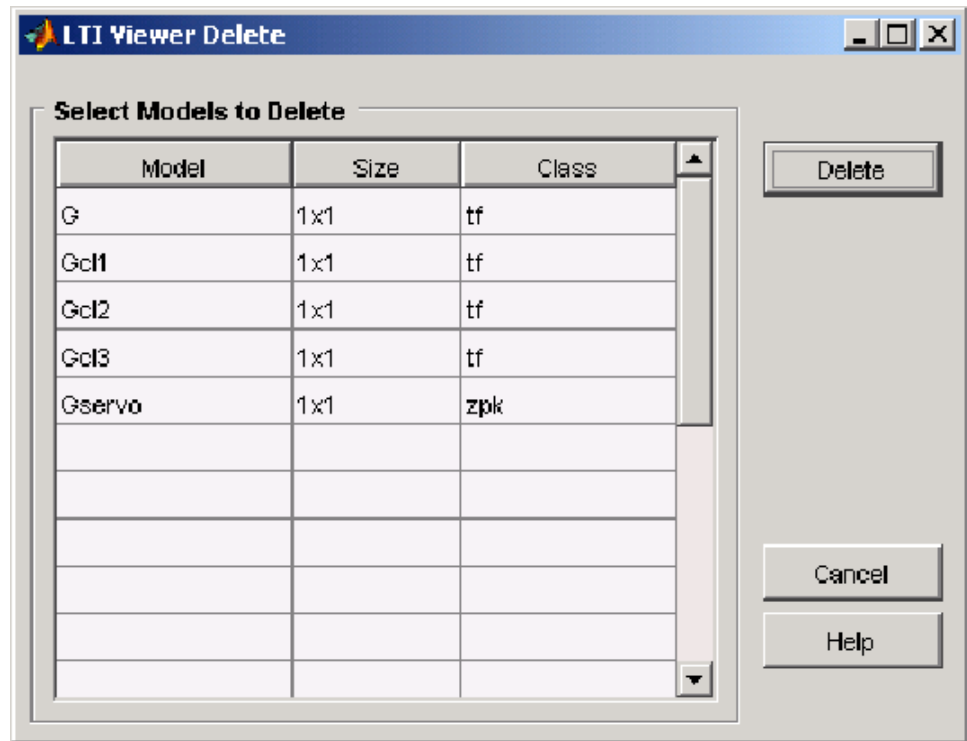 LTI Viewer Delete
Select Models to Delete
Model Size Class
Delete
G 1x1 tf
Gcl1 1x1 tf
Gcl2 1x1 tf
Gcl3 1x1 tf
Gservo 1x1 zpk
Cancel
Help